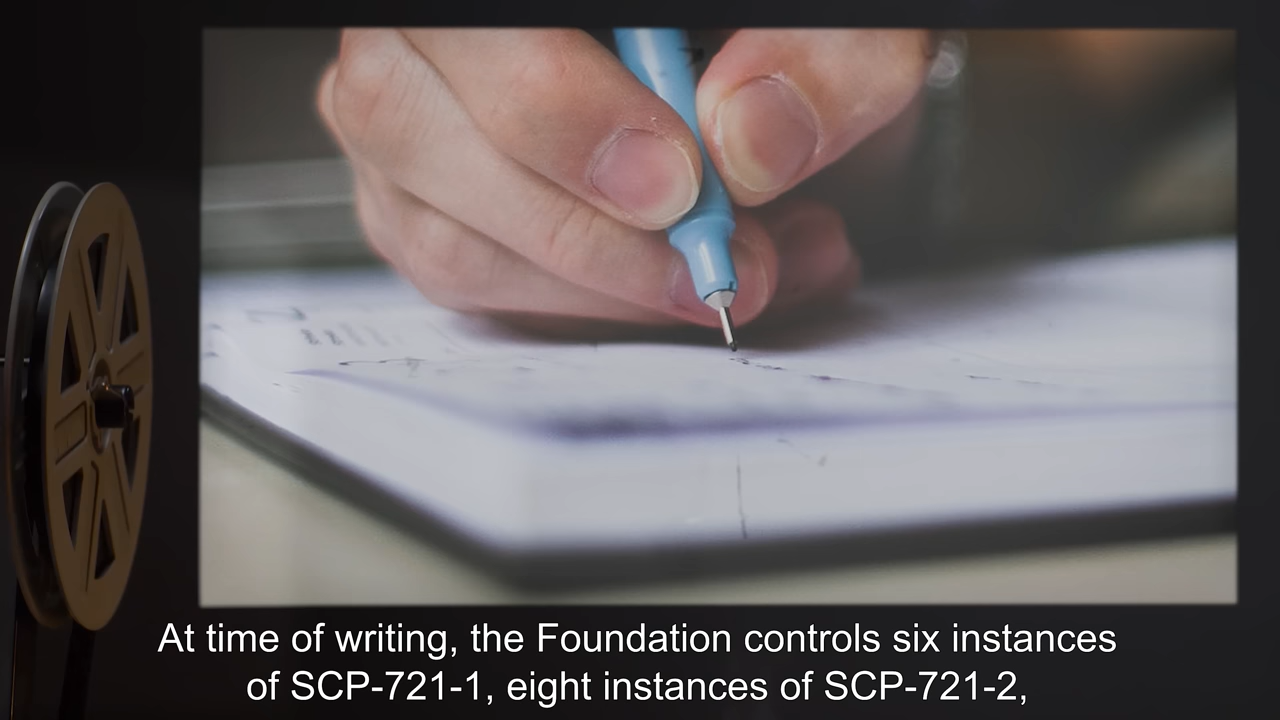 At time of writing, the Foundation controls six instances
of SCP-721-1, eight instances of SCP-721-2,